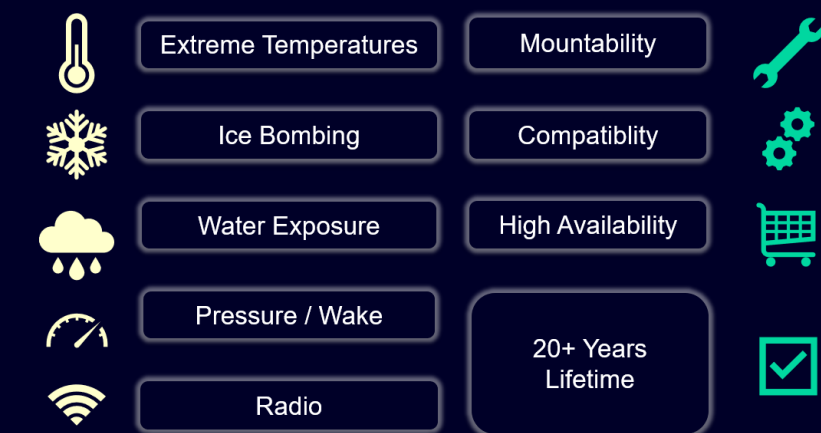 Extreme Temperatures
Mountability
Ice Bombing
Compatiblity
Water Exposure
High Availability
Pressure / Wake
20+ Years
Lifetime
Radio